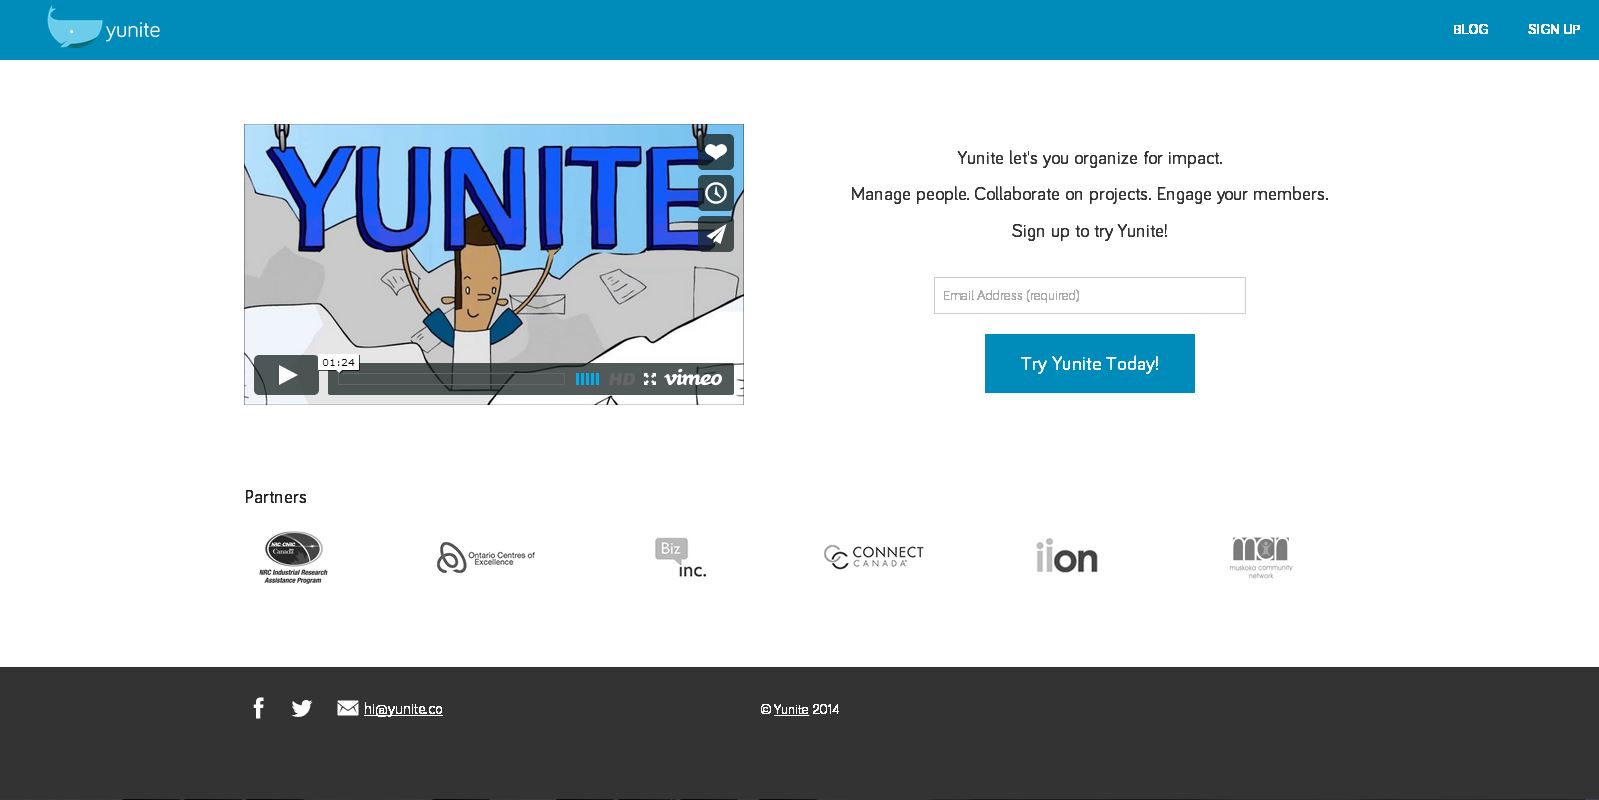 yunite
BLOG
SIGN UP
YUNITE
01:24
HD
vimeo
Yunite let's you organize for impact.
Manage people. Collaborate on projects. Engage your members.
Sign up to try Yunite!
Email Address (required)
Try Yunite Today!
Partners
NRC CNRC
Canada
NRC Industrial Research
Assistance Program
Ontario Centres of
Excellence
Biz
inc.
CONNECT
CANADA
iion
mcn
muskoka community
network
hi@yunite.co
© Yunite 2014